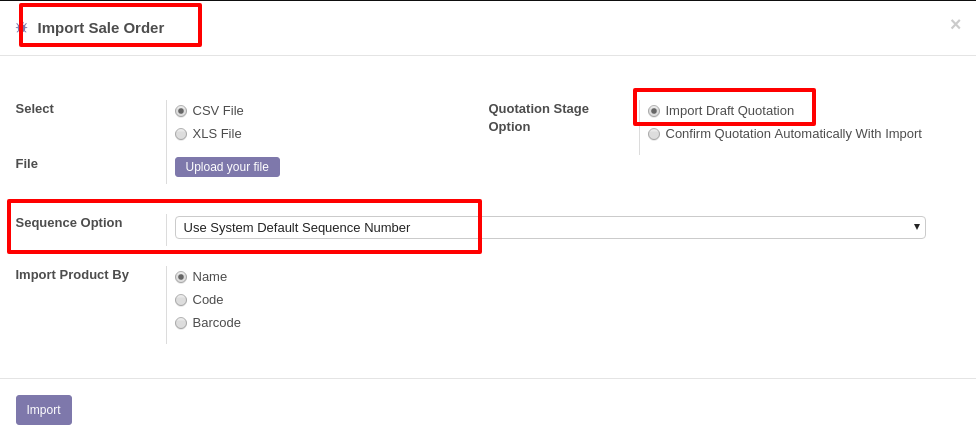 Import Sale Order
×
Select
CSV File
XLS File
Quotation Stage
Option
Import Draft Quotation
Confirm Quotation Automatically With Import
File
Upload your file
Sequence Option
Use System Default Sequence Number
Import Product By
Name
Code
Barcode
Import